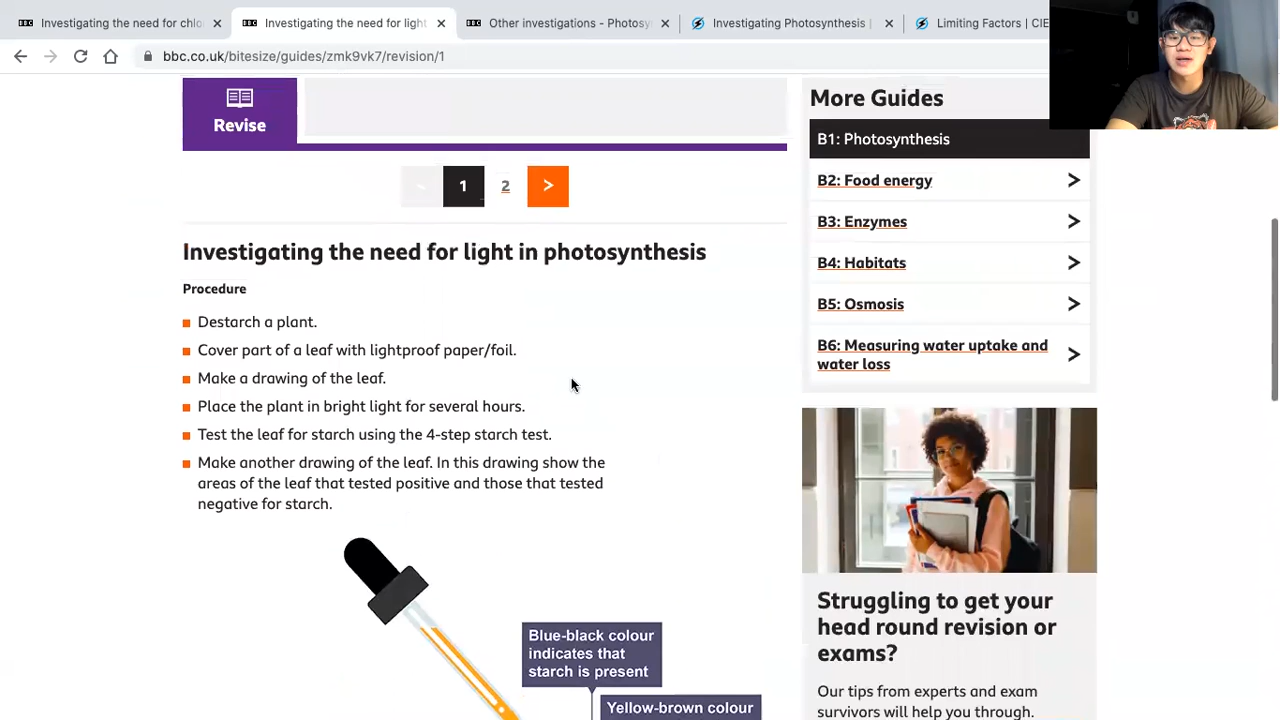 Investigating the need for chlo
Investigating the need for light
Other investigations - Photosy
Investigating Photosynthesis |
Limiting Factors | CIE
bbc.co.uk/bitesize/guides/zmk9vk7/revision/1
Revise
1 2 >
Investigating the need for light in photosynthesis
Procedure
Destarch a plant.
Cover part of a leaf with lightproof paper/foil.
Make a drawing of the leaf.
Place the plant in bright light for several hours.
Test the leaf for starch using the 4-step starch test.
Make another drawing of the leaf. In this drawing show the
areas of the leaf that tested positive and those that tested
negative for starch.
Blue-black colour
indicates that
starch is present
Yellow-brown colour
More Guides
B1: Photosynthesis
B2: Food energy
B3: Enzymes
B4: Habitats
B5: Osmosis
B6: Measuring water uptake and
water loss
Struggling to get your
head round revision or
exams?
Our tips from experts and exam
survivors will help you through.